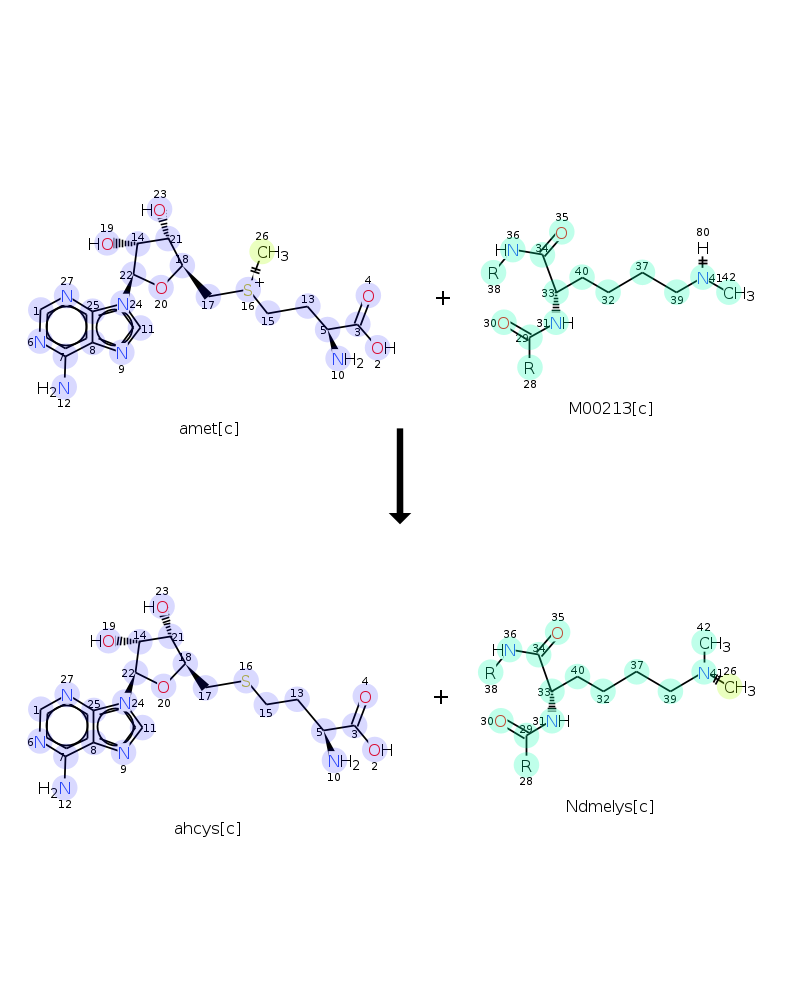 23
HO
19
HO
14
21
26
CH3
18
22
20
27
N
25
N
24
O
17
S
+
16
15
13
5
3
4
O
OH
2
NH2
10
1
6
N
7
8
N
9
11
H2N
12
amet[c]
+
35
O
36
HN
34
R
38
33
40
32
37
39
80
H
N
41
42
CH3
30
O
29
31
NH
R
28
M00213[c]
23
HO
19
HO
14
21
18
22
O
20
27
N
25
N
24
17
16
S
15
13
5
3
4
O
OH
2
NH2
10
1
6
N
7
8
N
9
11
H2N
12
ahcys[c]
+
35
O
36
HN
34
R
38
33
40
32
37
39
42
CH3
N
41
26
CH3
30
O
29
31
NH
R
28
Ndmelys[c]